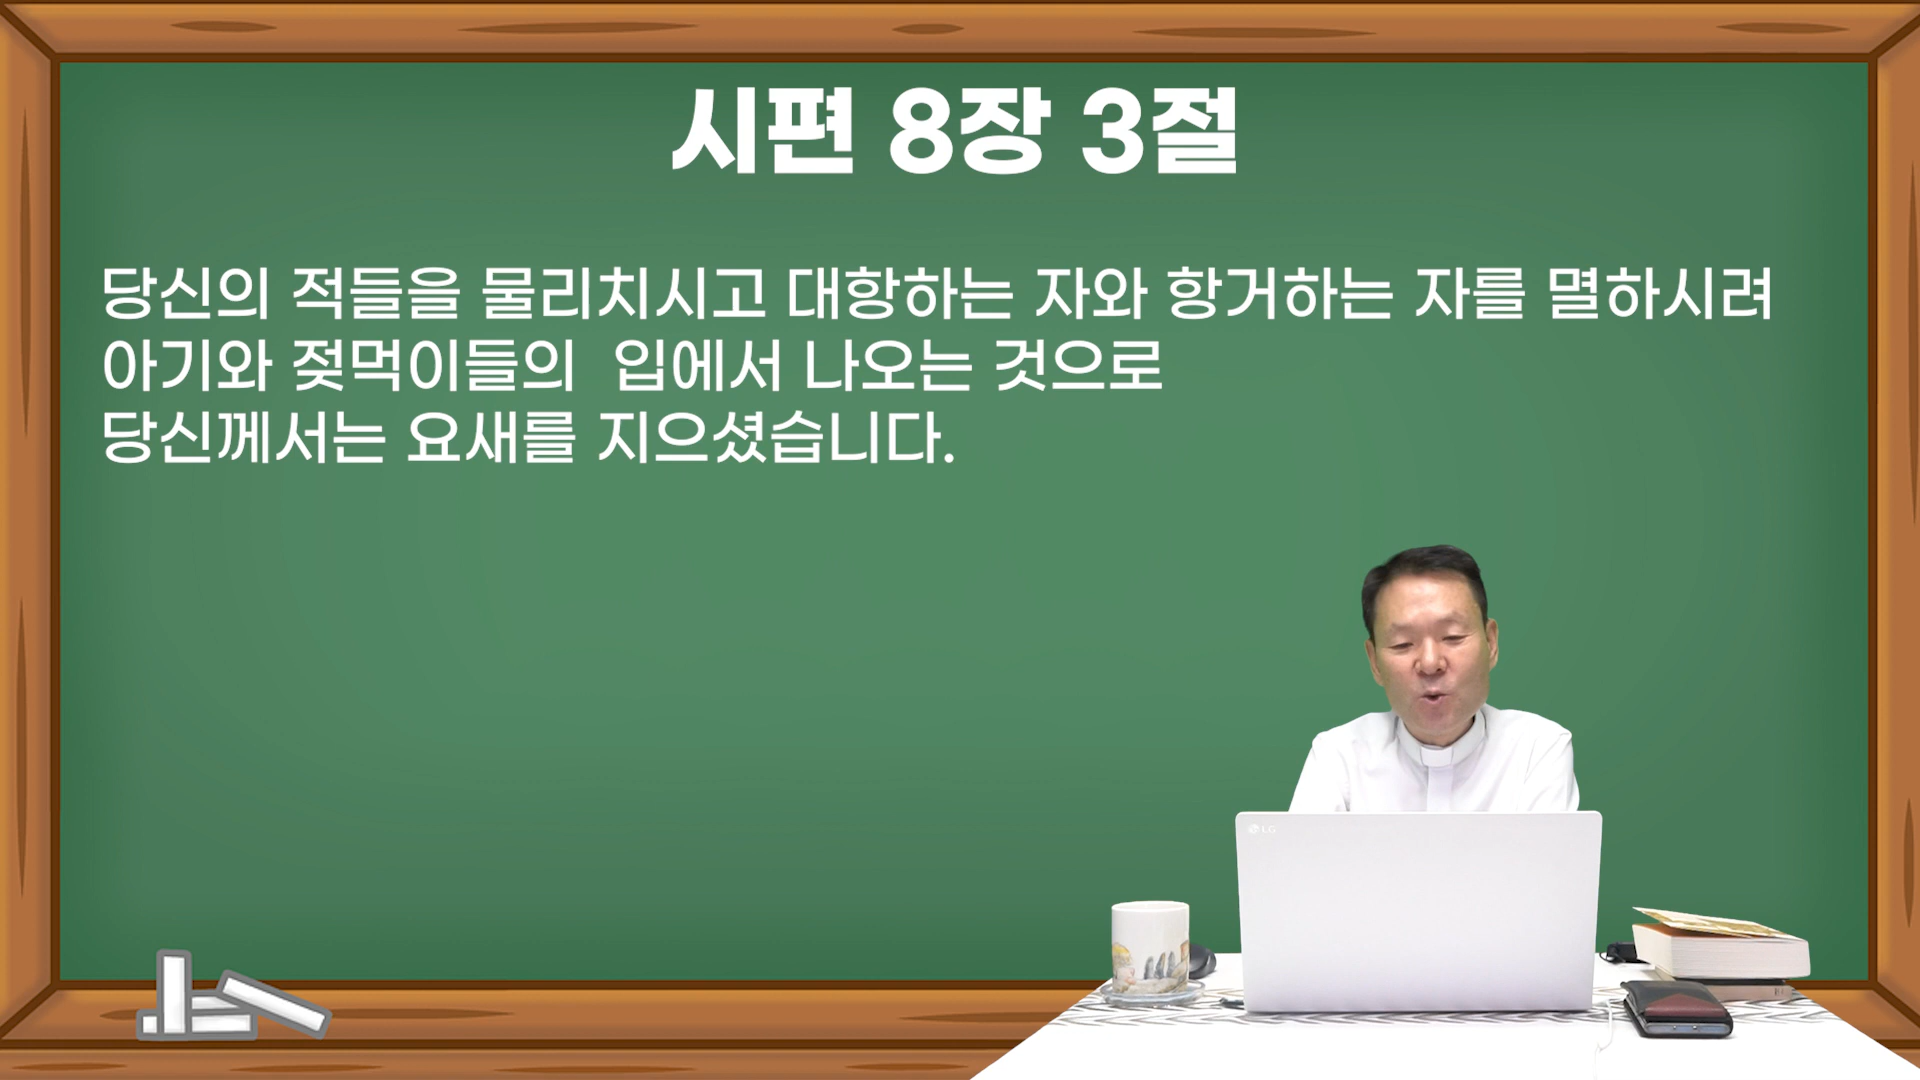 시편 8장 3절
당신의 적들을 물리치시고 대항하는 자와 항거하는 자를 멸하시려
아기와 젖먹이들의 입에서 나오는 것으로
당신께서는 요새를 지으셨습니다.
LG